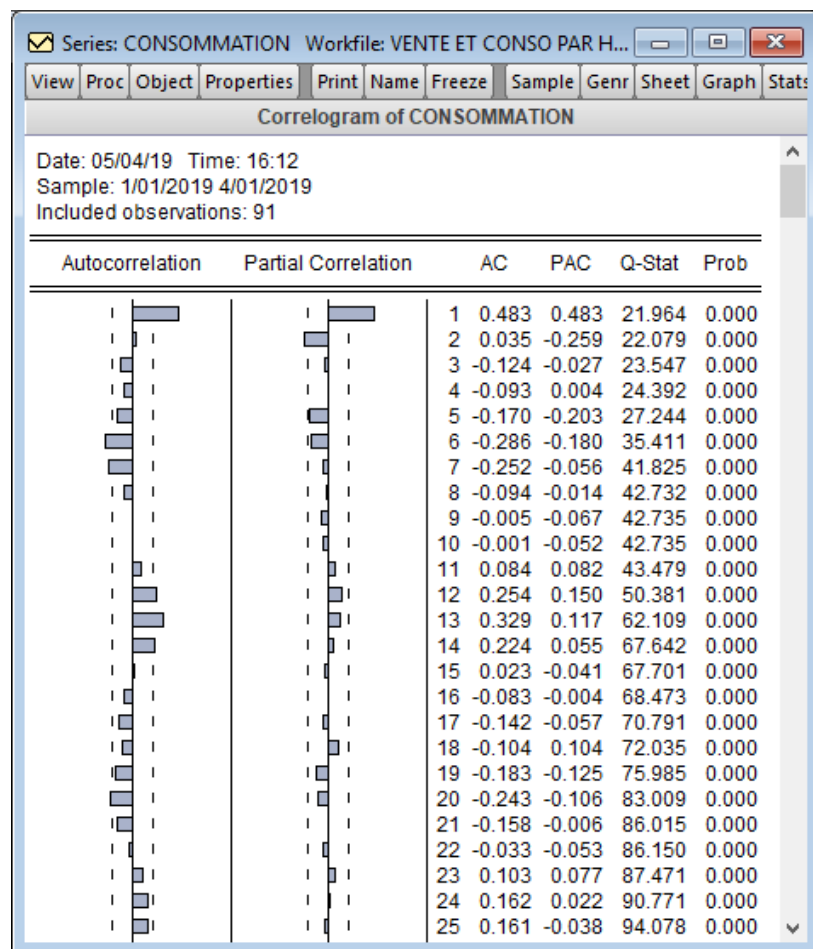 Series: CONSOMMATION Workfile: VENTE ET CONSO PAR H...
View Proc Object Properties Print Name Freeze Sample Genr Sheet Graph Stats
Correlogram of CONSOMMATION
Date: 05/04/19 Time: 16:12
Sample: 1/01/2019 4/01/2019
Included observations: 91
Autocorrelation Partial Correlation AC PAC Q-Stat Prob
1 0.483 0.483 21.964 0.000
2 0.035 -0.259 22.079 0.000
3 -0.124 -0.027 23.547 0.000
4 -0.093 0.004 24.392 0.000
5 -0.170 -0.203 27.244 0.000
6 -0.286 -0.180 35.411 0.000
7 -0.252 -0.056 41.825 0.000
8 -0.094 -0.014 42.732 0.000
9 -0.005 -0.067 42.735 0.000
10 -0.001 -0.052 42.735 0.000
11 0.084 0.082 43.479 0.000
12 0.254 0.150 50.381 0.000
13 0.329 0.117 62.109 0.000
14 0.224 0.055 67.642 0.000
15 0.023 -0.041 67.701 0.000
16 -0.083 -0.004 68.473 0.000
17 -0.142 -0.057 70.791 0.000
18 -0.104 0.104 72.035 0.000
19 -0.183 -0.125 75.985 0.000
20 -0.243 -0.106 83.009 0.000
21 -0.158 -0.006 86.015 0.000
22 -0.033 -0.053 86.150 0.000
23 0.103 0.077 87.471 0.000
24 0.162 0.022 90.771 0.000
25 0.161 -0.038 94.078 0.000